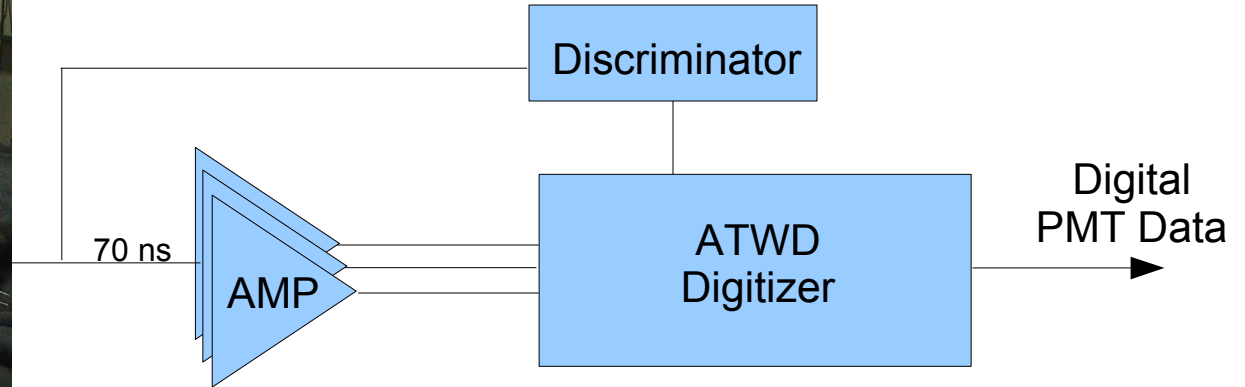 Discriminator
Digital
PMT Data
70 ns
ATWD
Digitizer
AMP